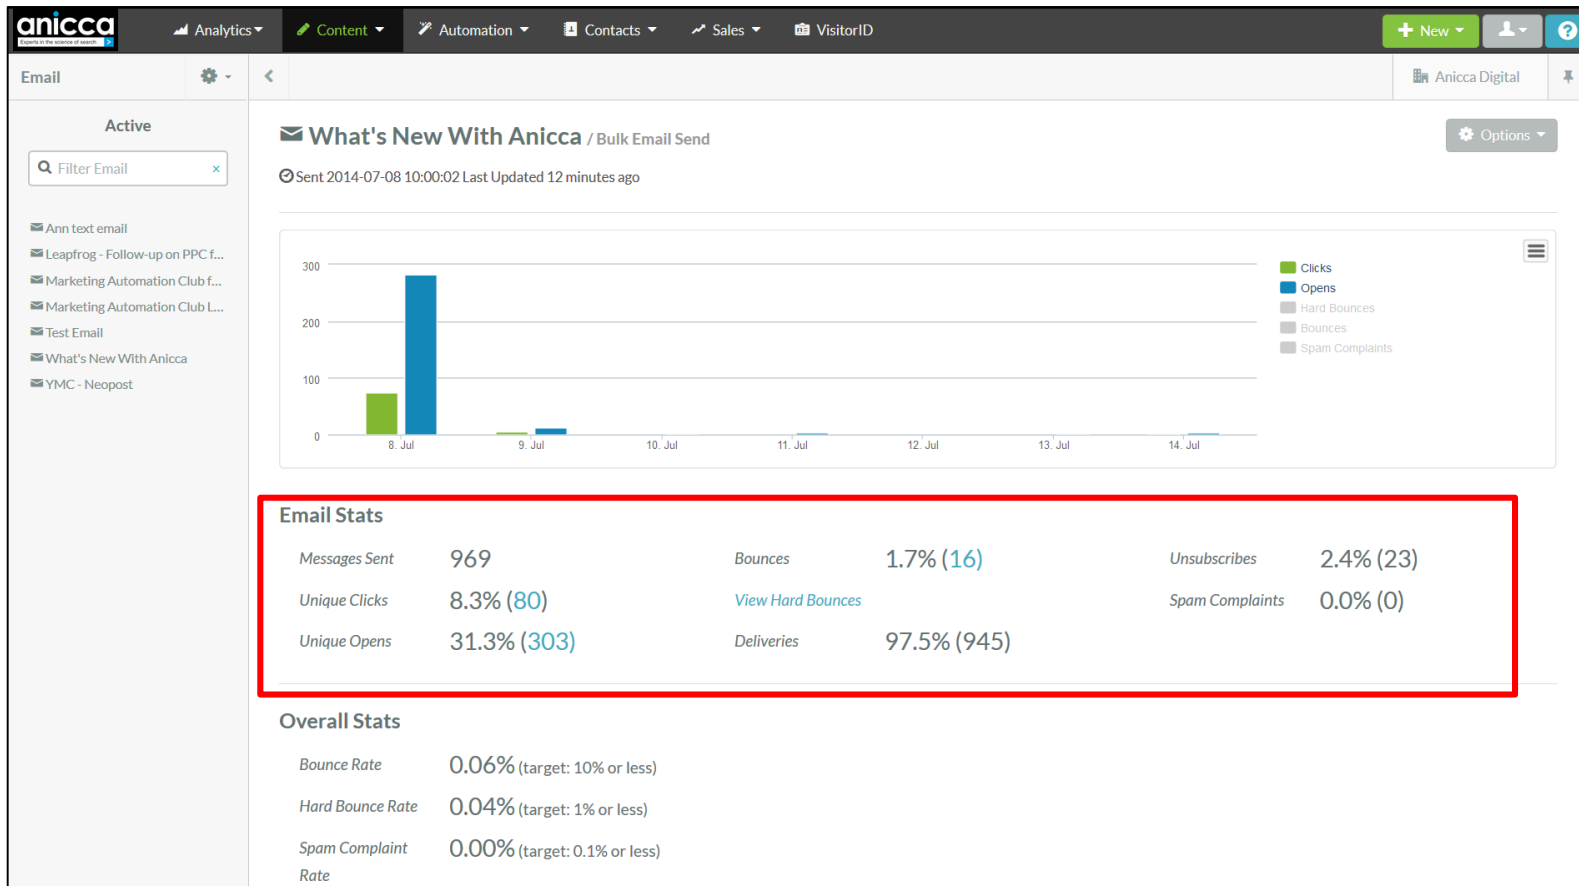 anicca
Experts in the science of search
Analytics
Content
Automation
Contacts
Sales
VisitorID
New
Email
Anicca Digital
Active
Filter Email ×
Ann text email
Leapfrog - Follow-up on PPC f...
Marketing Automation Club f...
Marketing Automation Club L...
Test Email
What's New With Anicca
YMC - Neopost
What's New With Anicca / Bulk Email Send
Options
Sent 2014-07-08 10:00:02 Last Updated 12 minutes ago
300
200
100
0
8. Jul
9. Jul
10. Jul
11. Jul
12. Jul
13. Jul
14. Jul
Clicks
Opens
Hard Bounces
Bounces
Spam Complaints
Email Stats
Messages Sent 969
Bounces 1.7% (16)
Unsubscribes 2.4% (23)
Unique Clicks 8.3% (80)
View Hard Bounces
Spam Complaints 0.0% (0)
Unique Opens 31.3% (303)
Deliveries 97.5% (945)
Overall Stats
Bounce Rate 0.06% (target: 10% or less)
Hard Bounce Rate 0.04% (target: 1% or less)
Spam Complaint 0.00% (target: 0.1% or less)
Rate